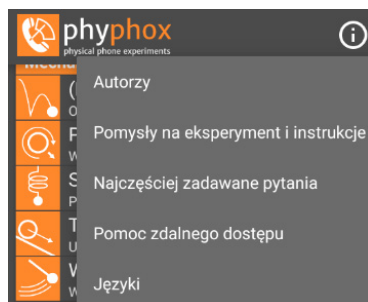 phyphox
physical phone experiments
Autorzy
Pomysły na eksperyment i instrukcje
Najczęściej zadawane pytania
Pomoc zdalnego dostępu
Języki